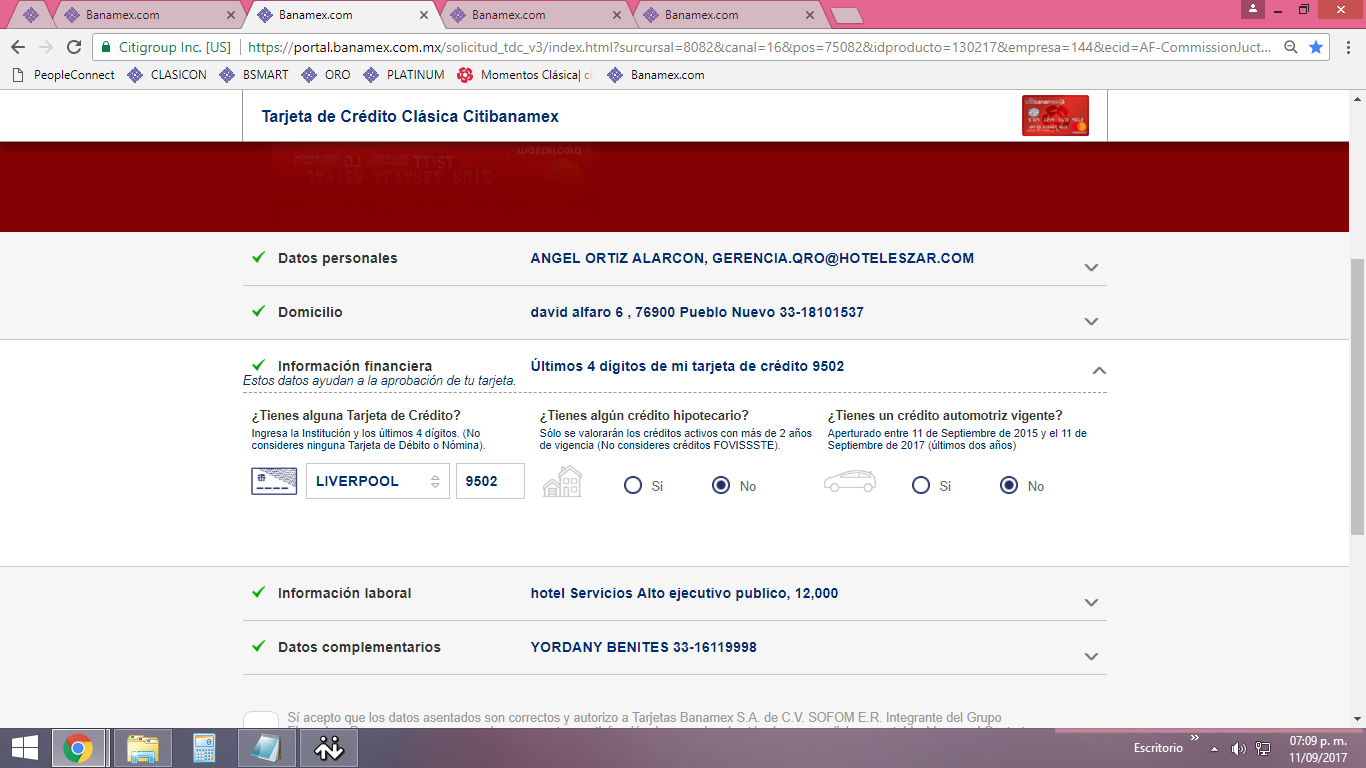 Banamex.com
Banamex.com
Banamex.com
Banamex.com
Citigroup Inc. [US]
https://portal.banamex.com.mx/solicitud_tdc_v3/index.html?surcursal=8082&canal=16&pos=75082&idproducto=130217&empresa=144&ecid=AF-CommissionJuct...
PeopleConnect
CLASICON
BSMART
ORO
PLATINUM
Momentos Clásica| ci
Banamex.com
Tarjeta de Crédito Clásica Citibanamex
Datos personales
ANGEL ORTIZ ALARCON, GERENCIA.QRO@HOTELESZAR.COM
Domicilio
david alfaro 6 , 76900 Pueblo Nuevo 33-18101537
Información financiera
Últimos 4 dígitos de mi tarjeta de crédito 9502
Estos datos ayudan a la aprobación de tu tarjeta.
¿Tienes alguna Tarjeta de Crédito?
Ingresa la Institución y los últimos 4 dígitos. (No
consideres ninguna Tarjeta de Débito o Nómina).
LIVERPOOL
9502
¿Tienes algún crédito hipotecario?
Sólo se valorarán los créditos activos con más de 2 años
de vigencia (No consideres créditos FOVISSSTE).
Si
No
¿Tienes un crédito automotriz vigente?
Aperturado entre 11 de Septiembre de 2015 y el 11 de
Septiembre de 2017 (últimos dos años)
Si
No
Información laboral
hotel Servicios Alto ejecutivo publico, 12,000
Datos complementarios
YORDANY BENITES 33-16119998
Sí acepto que los datos asentados son correctos y autorizo a Tarjetas Banamex S.A. de C.V. SOFOM E.R. Integrante del Grupo
Escritorio
07:09 p. m.
11/09/2017